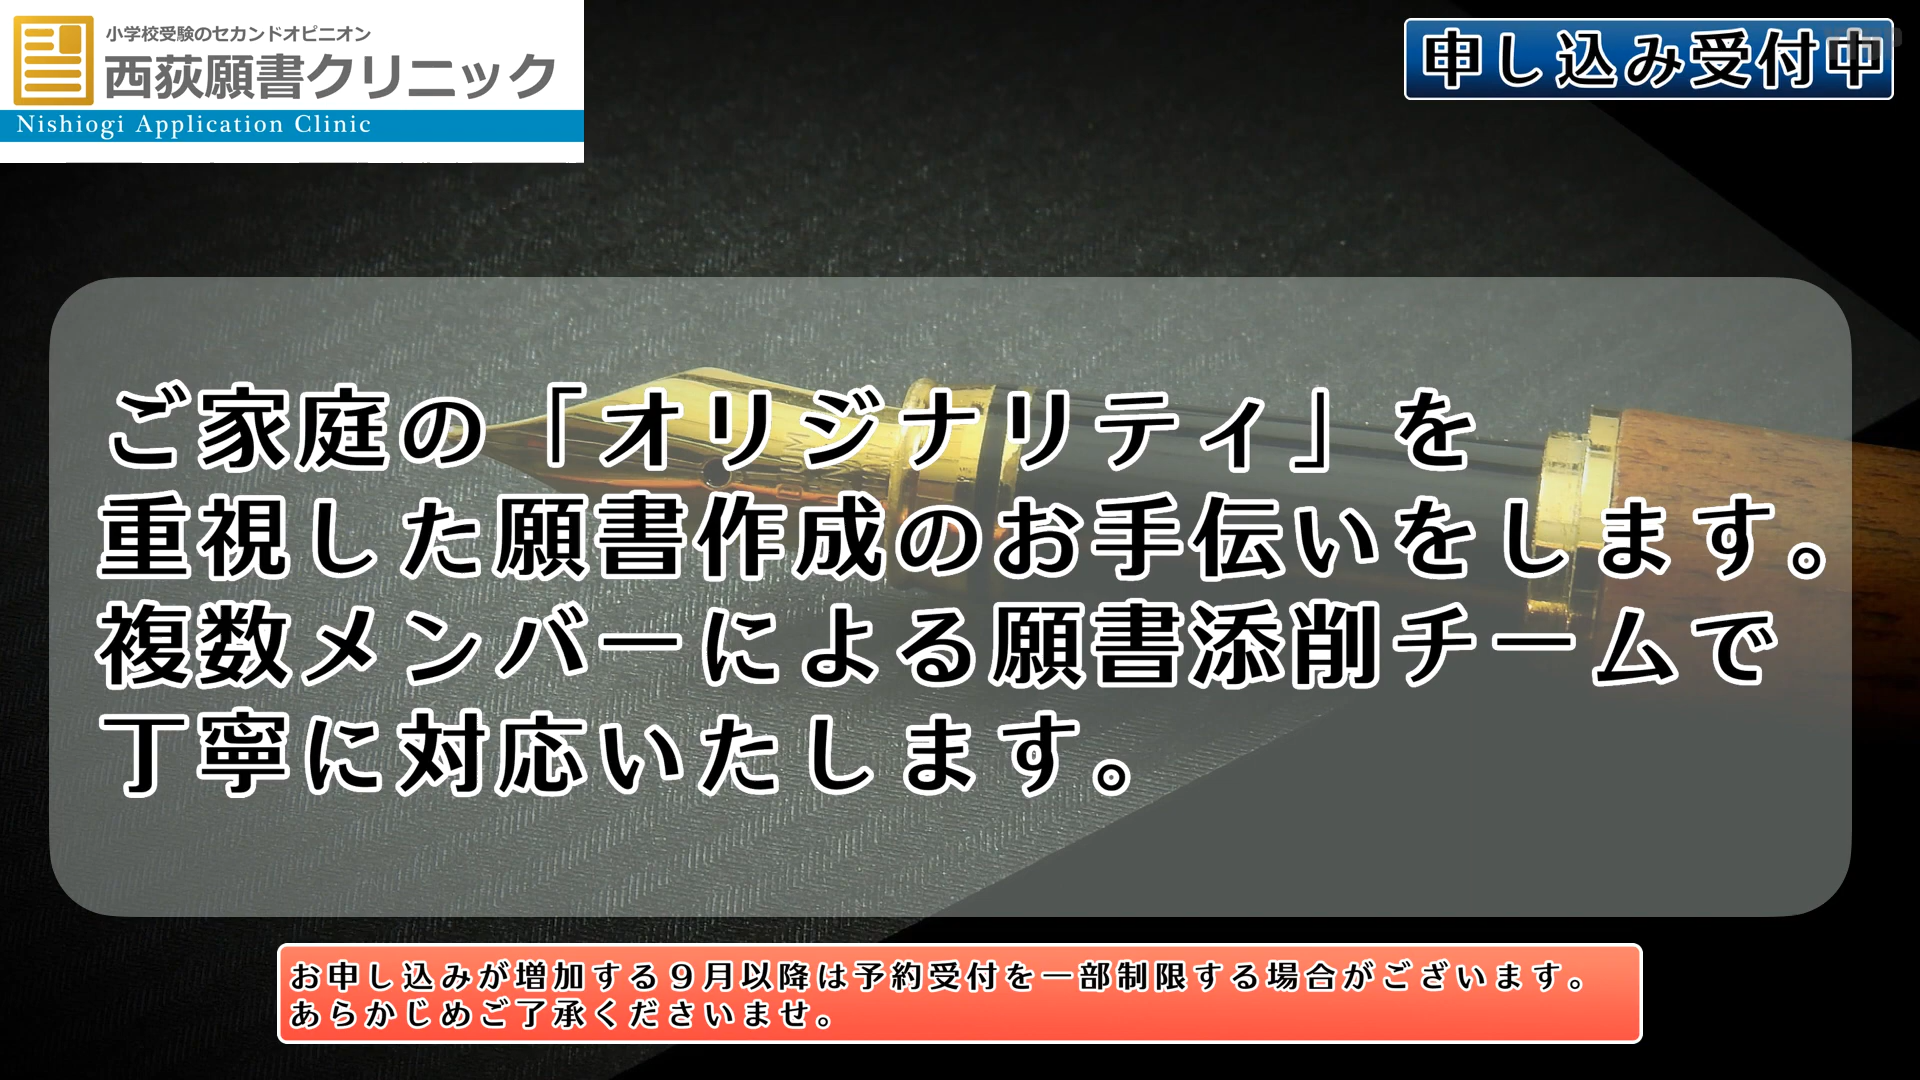 小学校受験のセカンドオピニオン
西荻願書クリニック
Nishiogi Application Clinic
申し込み受付中
ご家庭の「オリジナリティ」を
重視した願書作成のお手伝いをします。
複数メンバーによる願書添削チームで
丁寧に対応いたします。
お申し込みが増加する９月以降は予約受付を一部制限する場合がございます。
あらかじめご了承くださいませ。